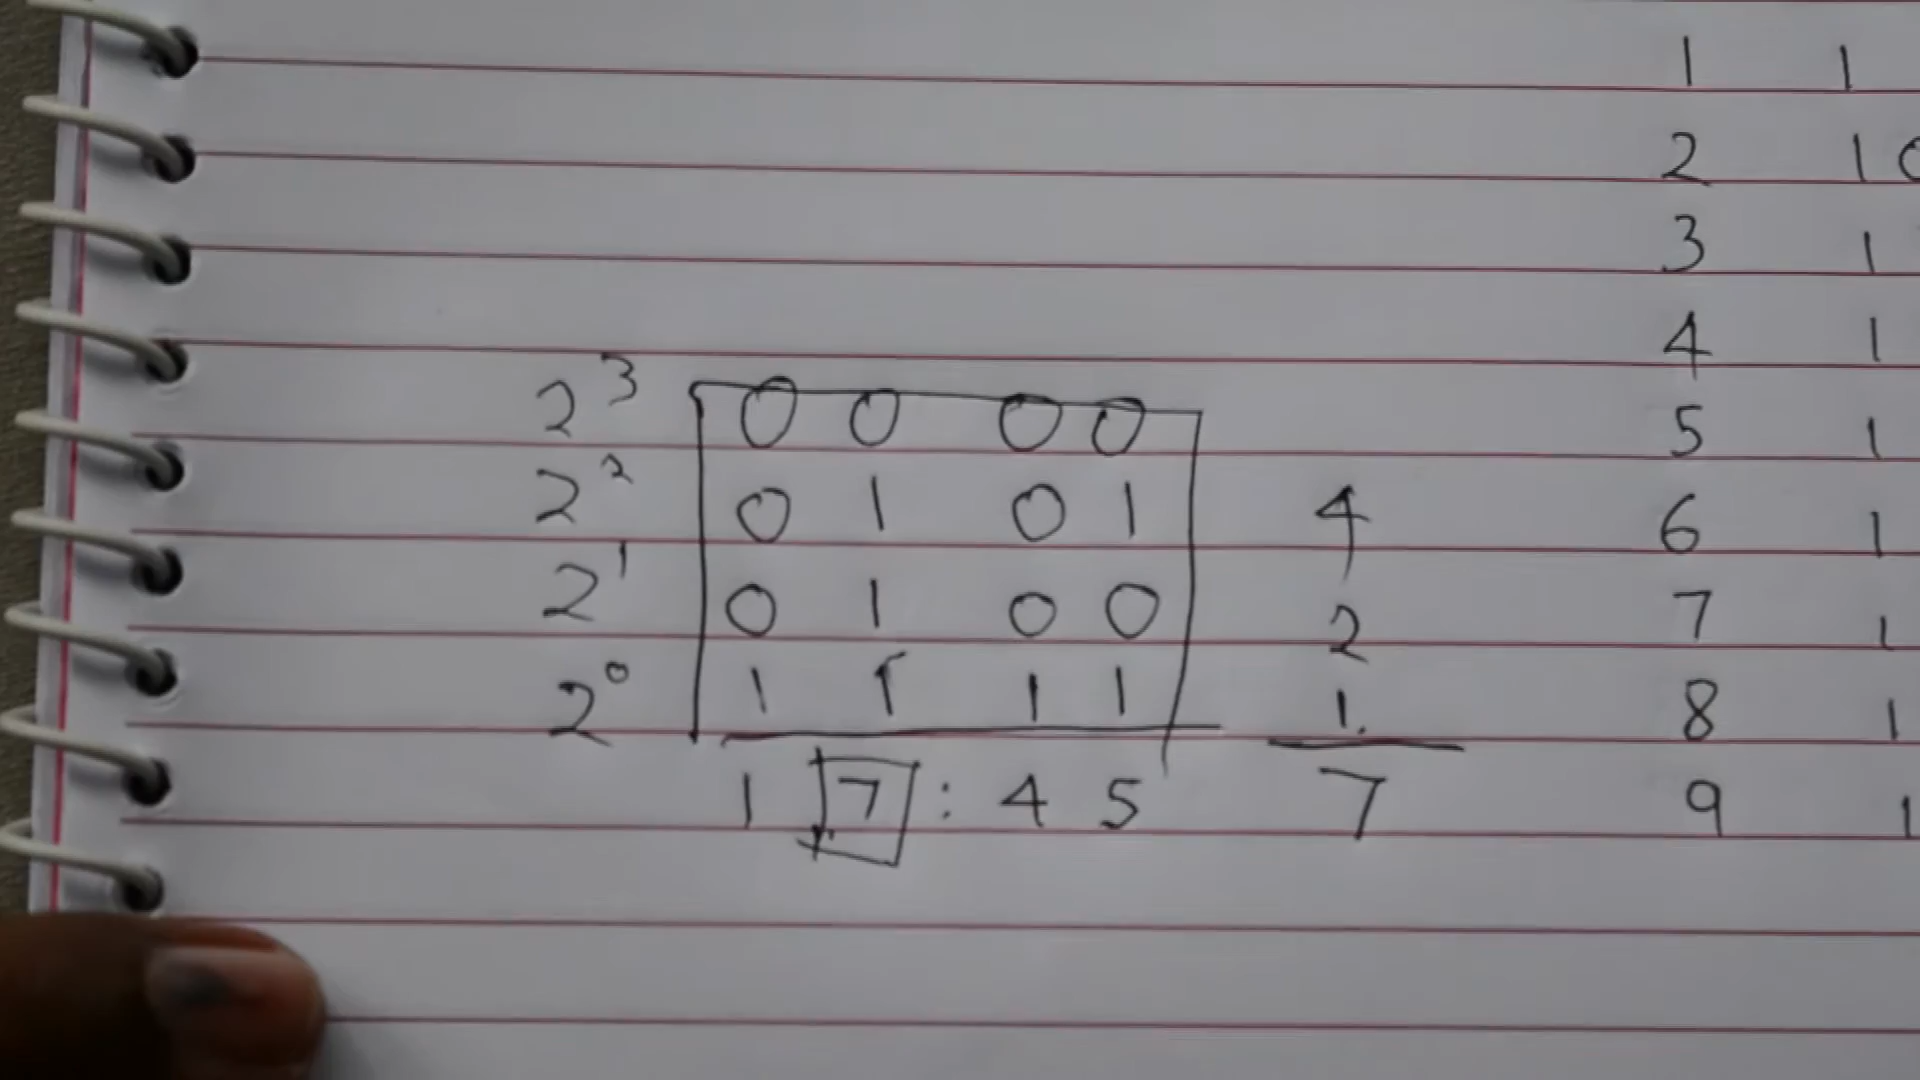 1 1
2 10
3 1
2³ 0 0 0 0 4 1
5 1
2² 0 1 0 1 4 6 1
2¹ 0 1 0 0 2 7 1
2⁰ 1 1 1 1 1. 8 1
1 7 : 4 5 7 9 1